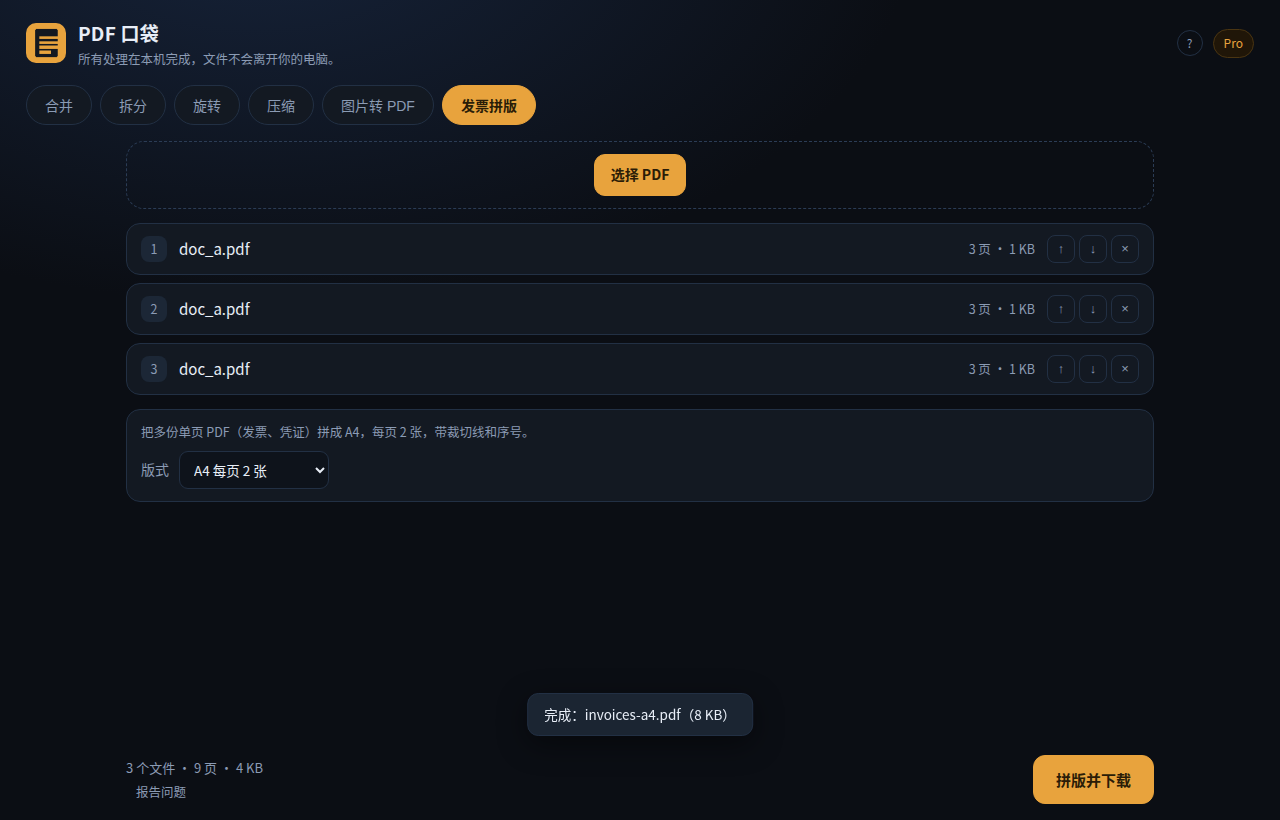 PDF 口袋
所有处理在本机完成，文件不会离开你的电脑。
?
Pro
合并
拆分
旋转
压缩
图片转 PDF
发票拼版
选择 PDF
1 doc_a.pdf 3 页 · 1 KB ↑ ↓ ×
2 doc_a.pdf 3 页 · 1 KB ↑ ↓ ×
3 doc_a.pdf 3 页 · 1 KB ↑ ↓ ×
把多份单页 PDF（发票、凭证）拼成 A4，每页 2 张，带裁切线和序号。
版式 A4 每页 2 张
完成：invoices-a4.pdf（8 KB）
3 个文件 · 9 页 · 4 KB
报告问题
拼版并下载